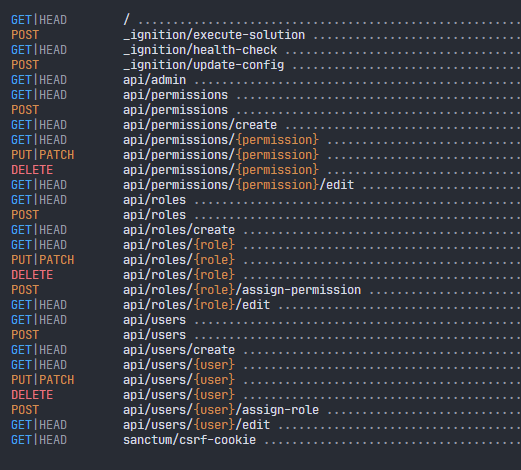 GET|HEAD / ........................................................
POST _ignition/execute-solution ................................
GET|HEAD _ignition/health-check ....................................
POST _ignition/update-config ...................................
GET|HEAD api/admin ................................................
GET|HEAD api/permissions ..........................................
POST api/permissions ..........................................
GET|HEAD api/permissions/create ...................................
GET|HEAD api/permissions/{permission} .............................
PUT|PATCH api/permissions/{permission} .............................
DELETE api/permissions/{permission} .............................
GET|HEAD api/permissions/{permission}/edit ........................
GET|HEAD api/roles ................................................
POST api/roles ................................................
GET|HEAD api/roles/create .........................................
GET|HEAD api/roles/{role} .........................................
PUT|PATCH api/roles/{role} .........................................
DELETE api/roles/{role} .........................................
POST api/roles/{role}/assign-permission .......................
GET|HEAD api/roles/{role}/edit ....................................
GET|HEAD api/users ................................................
POST api/users ................................................
GET|HEAD api/users/create .........................................
GET|HEAD api/users/{user} .........................................
PUT|PATCH api/users/{user} .........................................
DELETE api/users/{user} .........................................
POST api/users/{user}/assign-role .............................
GET|HEAD api/users/{user}/edit ....................................
GET|HEAD sanctum/csrf-cookie ......................................